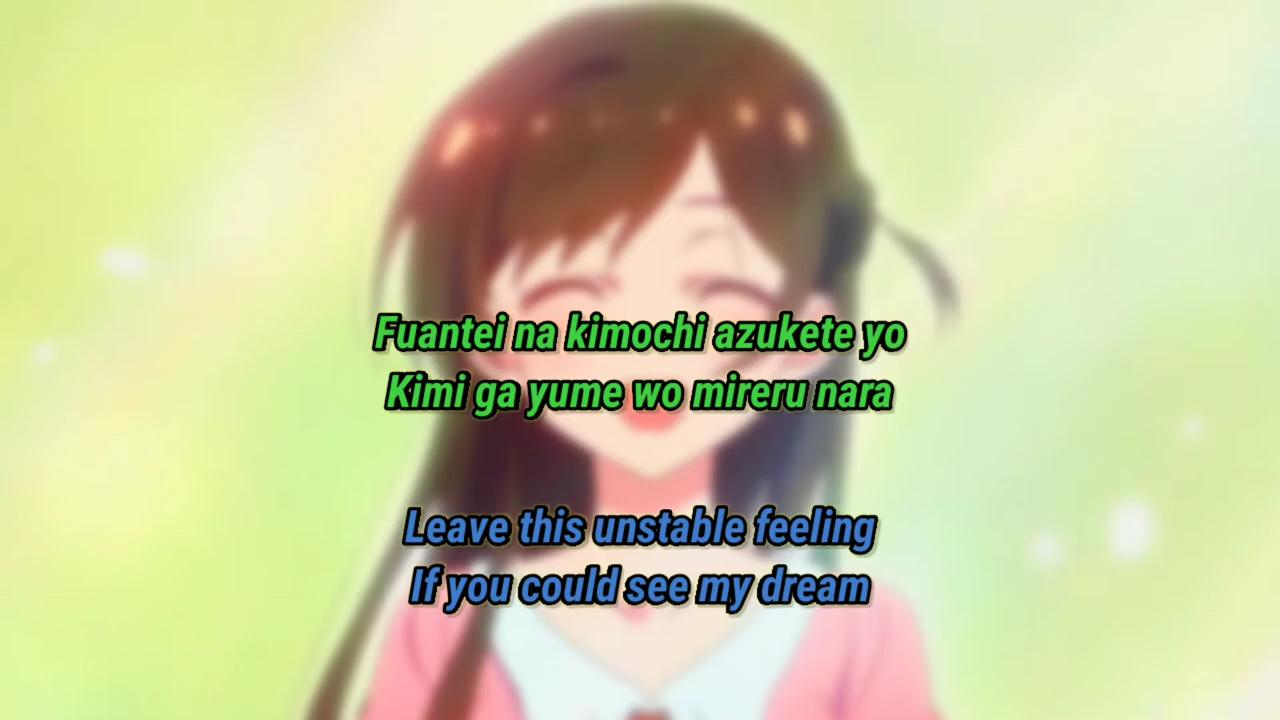 Fuantei na kimochi azukete yo
Kimi ga yume wo mireru nara
Leave this unstable feeling
If you could see my dream